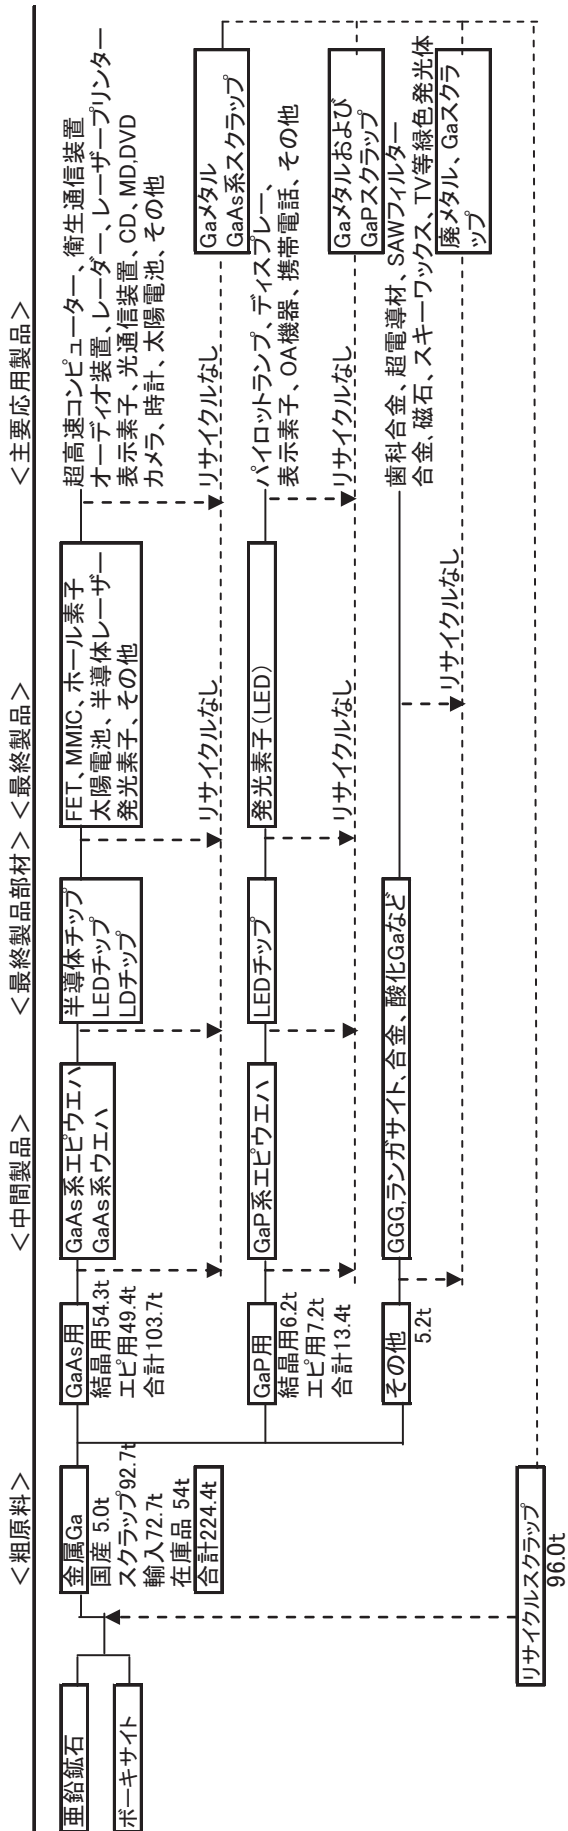 ＜粗原料＞
＜中間製品＞
＜最終製品部材＞
＜最終製品＞
＜主要応用製品＞
亜鉛鉱石
ボーキサイト
金属Ga
国産 5.0t
スクラップ92.7t
輸入72.7t
在庫品 54t
合計224.4t
GaAs用
結晶用54.3t
エピ用49.4t
合計103.7t
GaAs系エピウエハ
GaAs系ウエハ
半導体チップ
LEDチップ
LDチップ
FET、MMIC、ホール素子
太陽電池、半導体レーザー
発光素子、その他
超高速コンピューター、衛生通信装置
オーディオ装置、レーダー、レーザープリンター
表示素子、光通信装置、CD、MD,DVD
カメラ、時計、太陽電池、その他
リサイクルなし
リサイクルなし
Gaメタル
GaAs系スクラップ
GaP用
結晶用6.2t
エピ用7.2t
合計13.4t
GaP系エピウエハ
LEDチップ
発光素子（LED）
パイロットランプ、ディスプレー、
表示素子、OA機器、携帯電話、その他
リサイクルなし
リサイクルなし
Gaメタルおよび
GaPスクラップ
その他
5.2t
GGG,ランガサイト、合金、酸化Gaなど
歯科合金、超電導材、SAWフィルター
合金、磁石、スキーワックス、TV等緑色発光体
リサイクルなし
廃メタル、Gaスクラ
ップ
リサイクルスクラップ
96.0t